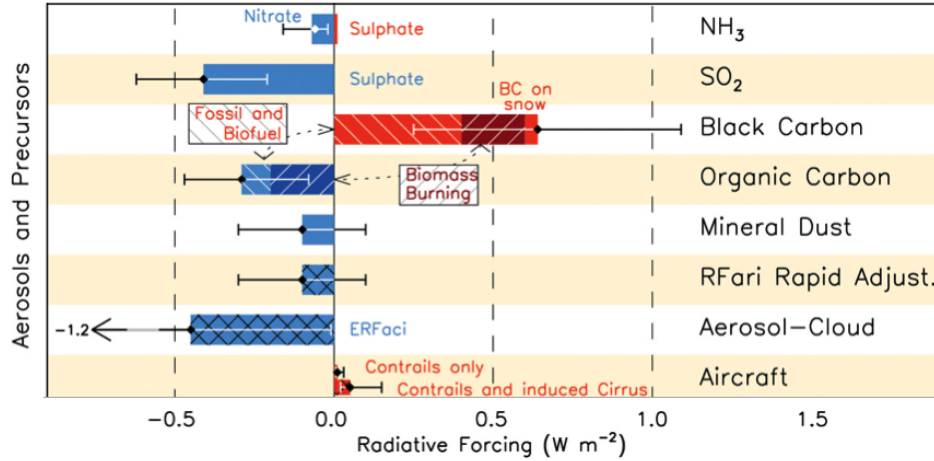 Aerosols and Precursors
Nitrate
Sulphate
NH3
Sulphate
SO2
BC on
snow
Fossil and
Biofuel
Black Carbon
Biomass
Burning
Organic Carbon
Mineral Dust
RFari Rapid Adjust.
-1.2
ERFaci
Aerosol-Cloud
Contrails only
Contrails and induced Cirrus
Aircraft
-0.5 0.0 0.5 1.0 1.5
Radiative Forcing (W m-2)